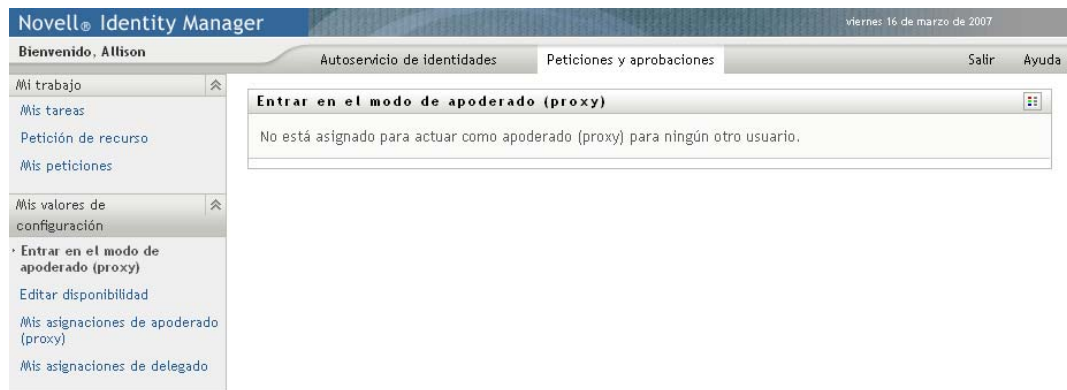 Novell® Identity Manager
viernes 16 de marzo de 2007
Bienvenido, Allison
Autoservicio de identidades
Peticiones y aprobaciones
Salir
Ayuda
Mi trabajo
Mis tareas
Petición de recurso
Mis peticiones
Mis valores de
configuración
Entrar en el modo de
apoderado (proxy)
Editar disponibilidad
Mis asignaciones de apoderado
(proxy)
Mis asignaciones de delegado
Entrar en el modo de apoderado (proxy)
No está asignado para actuar como apoderado (proxy) para ningún otro usuario.